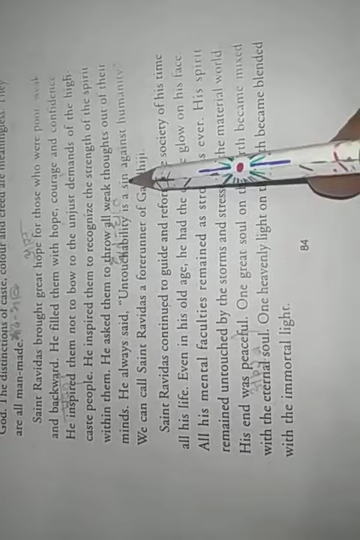 God. The distinctions of caste, colour and creed are meaningless. They
are all man-made.
Saint Ravidas brought great hope for those who were poor, weak
and backward. He filled them with hope, courage and confidence
He inspired them not to bow to the unjust demands of the high
caste people. He inspired them to recognize the strength of the spirit
within them. He asked them to throw all weak thoughts out of their
minds. He always said, "Untouchability is a sin against humanity."
We can call Saint Ravidas a forerunner of
Saint Ravidas continued to guide and society of his time
all his life. Even in his old age, he had the glow on his face
All his mental faculties remained as ever. His spirit
remained untouched by the storms and the material world.
His end was peaceful. One great soul on became mixed
with the eternal soul. One heavenly light on became blended
with the immortal light.
84